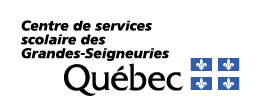 Centre de services
scolaire des
Grandes-Seigneuries
Québec